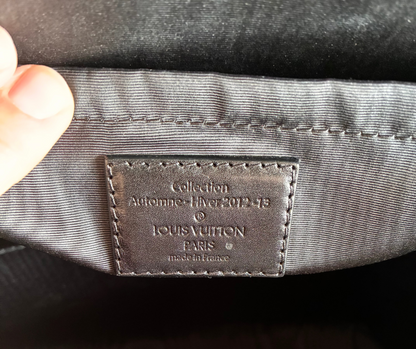 Collection
Automne-Hiver 2012-13
©
LOUIS VUITTON
PARIS
made in France